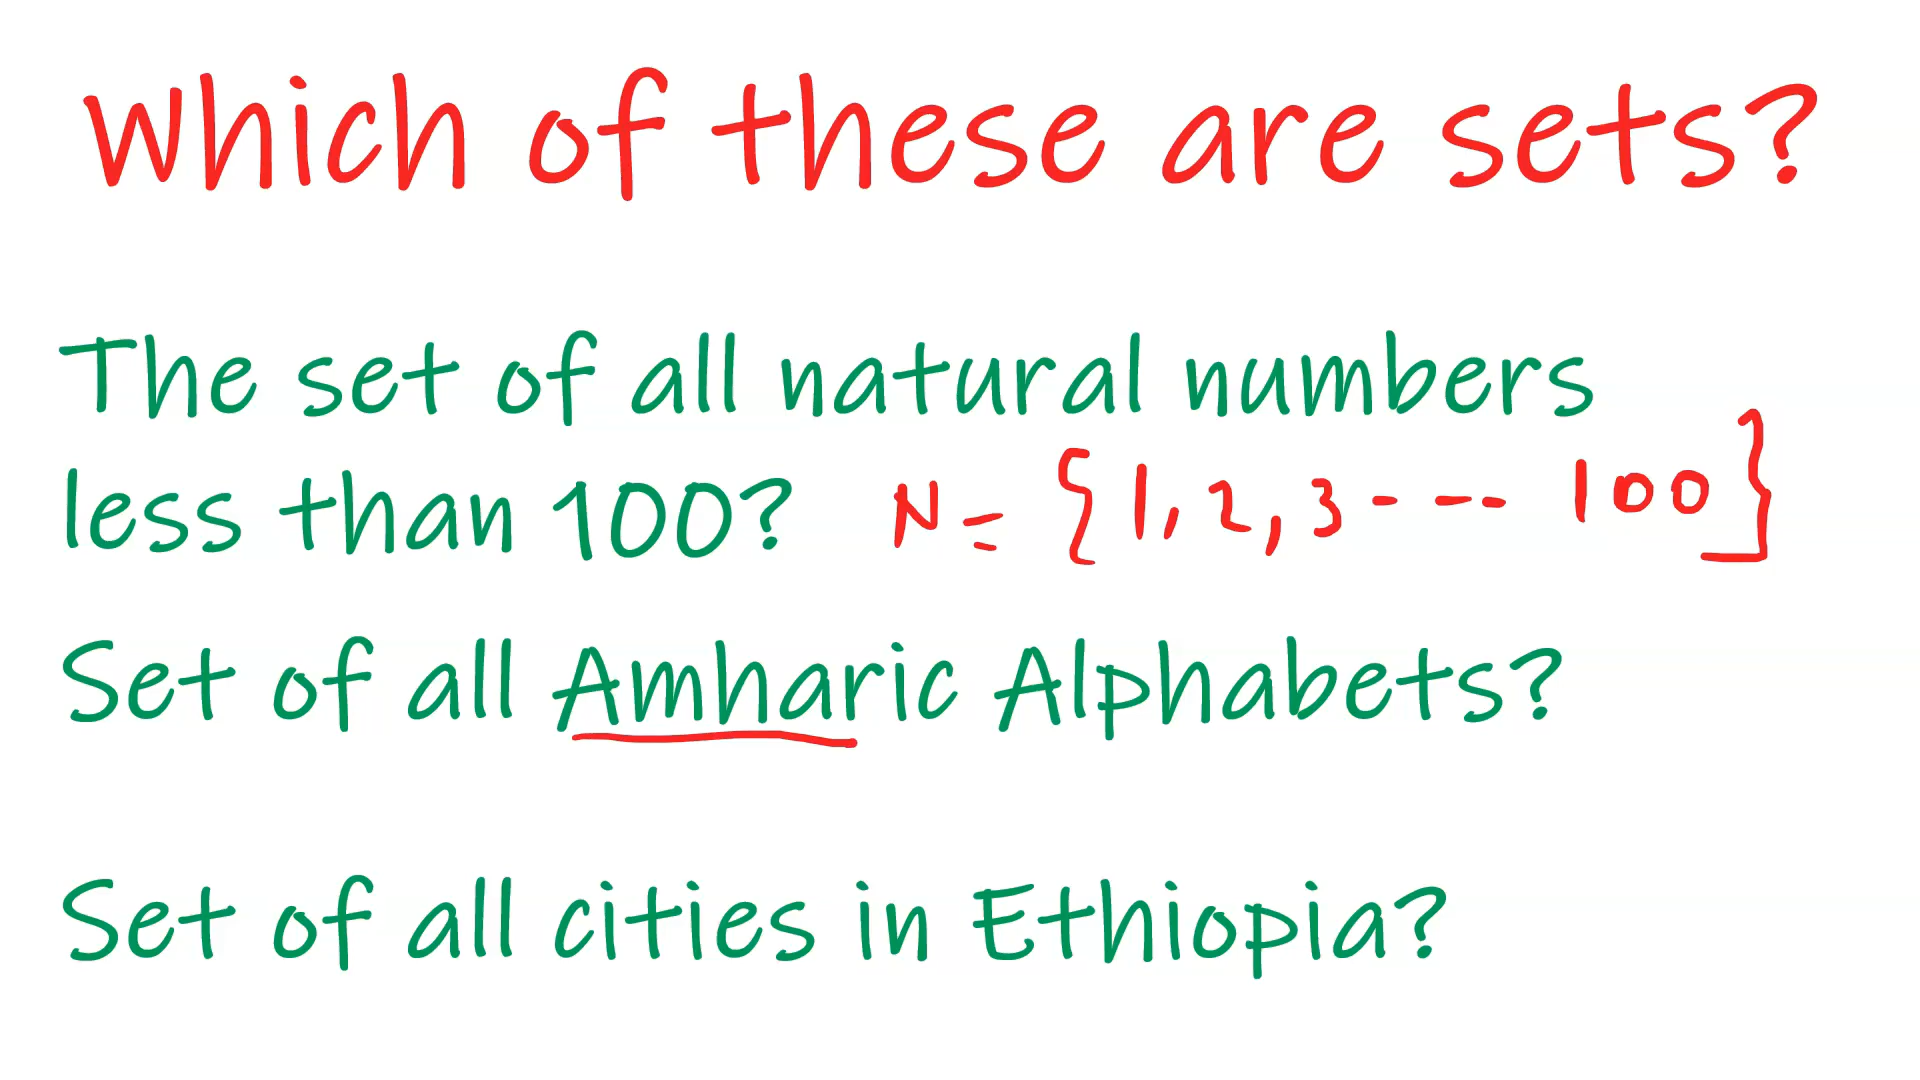 Which of these are sets?
The set of all natural numbers
less than 100? N = {1, 2, 3 - - - 100}
Set of all Amharic Alphabets?
Set of all cities in Ethiopia?